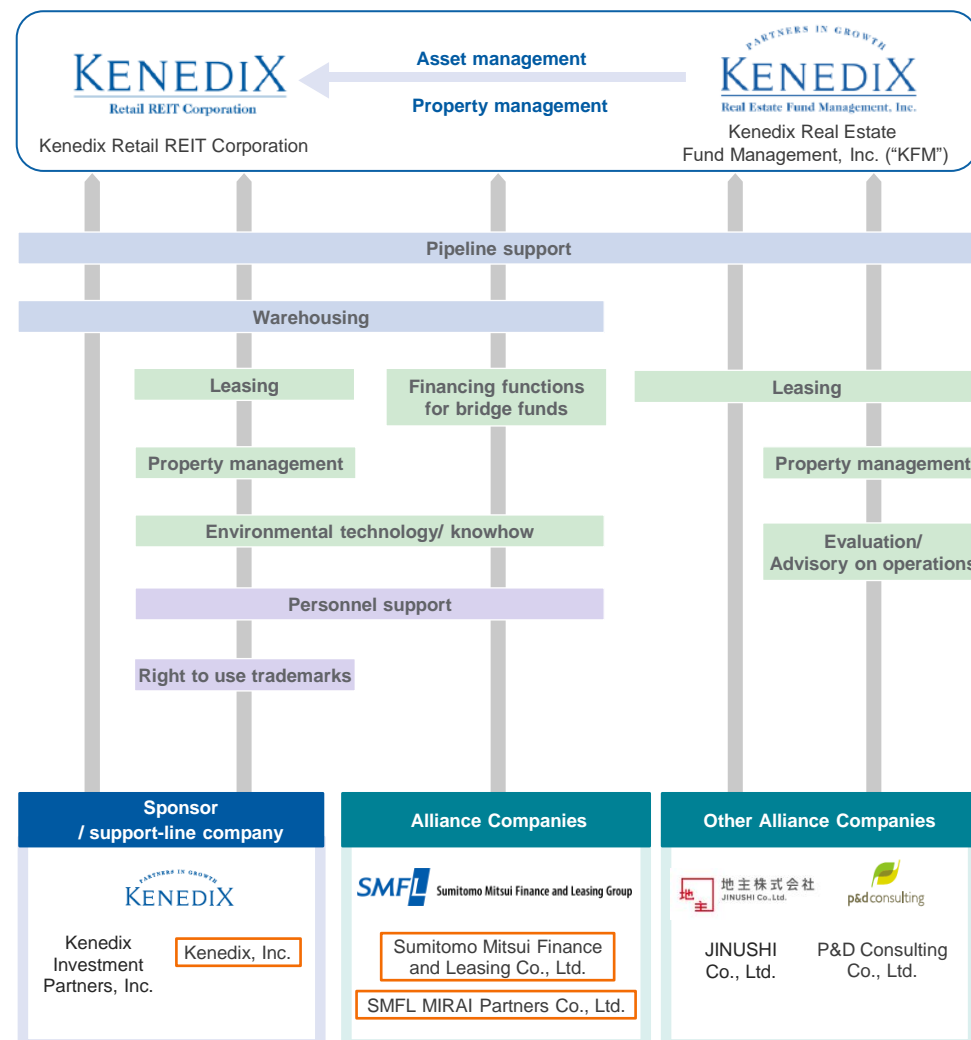 PARTNERS IN GROWTH
KENEDIX
Retail REIT Corporation
Asset management
Property management
KENEDIX
Real Estate Fund Management, Inc.
Kenedix Retail REIT Corporation
Kenedix Real Estate
Fund Management, Inc. (“KFM”)
Pipeline support
Warehousing
Leasing
Financing functions
for bridge funds
Leasing
Property management
Property management
Environmental technology/ knowhow
Evaluation/
Advisory on operations
Personnel support
Right to use trademarks
Sponsor
/ support-line company
Alliance Companies
Other Alliance Companies
PARTNERS IN GROWTH
KENEDIX
SMFL Sumitomo Mitsui Finance and Leasing Group
地主 地主株式会社
JINUSHI Co., Ltd.
p&dconsulting
Kenedix
Investment
Partners, Inc.
Kenedix, Inc.
Sumitomo Mitsui Finance
and Leasing Co., Ltd.
SMFL MIRAI Partners Co., Ltd.
JINUSHI
Co., Ltd.
P&D Consulting
Co., Ltd.